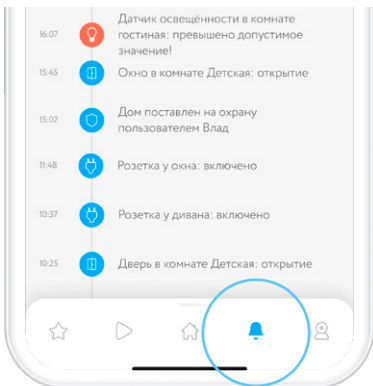 Датчик освещённости в комнате
16:07 гостиная: превышено допустимое
значение!
15:45 Окно в комнате Детская: открытие
Дом поставлен на охрану
15:02 пользователем Влад
11:48 Розетка у окна: включено
10:37 Розетка у дивана: включено
10:25 Дверь в комнате Детская: открытие